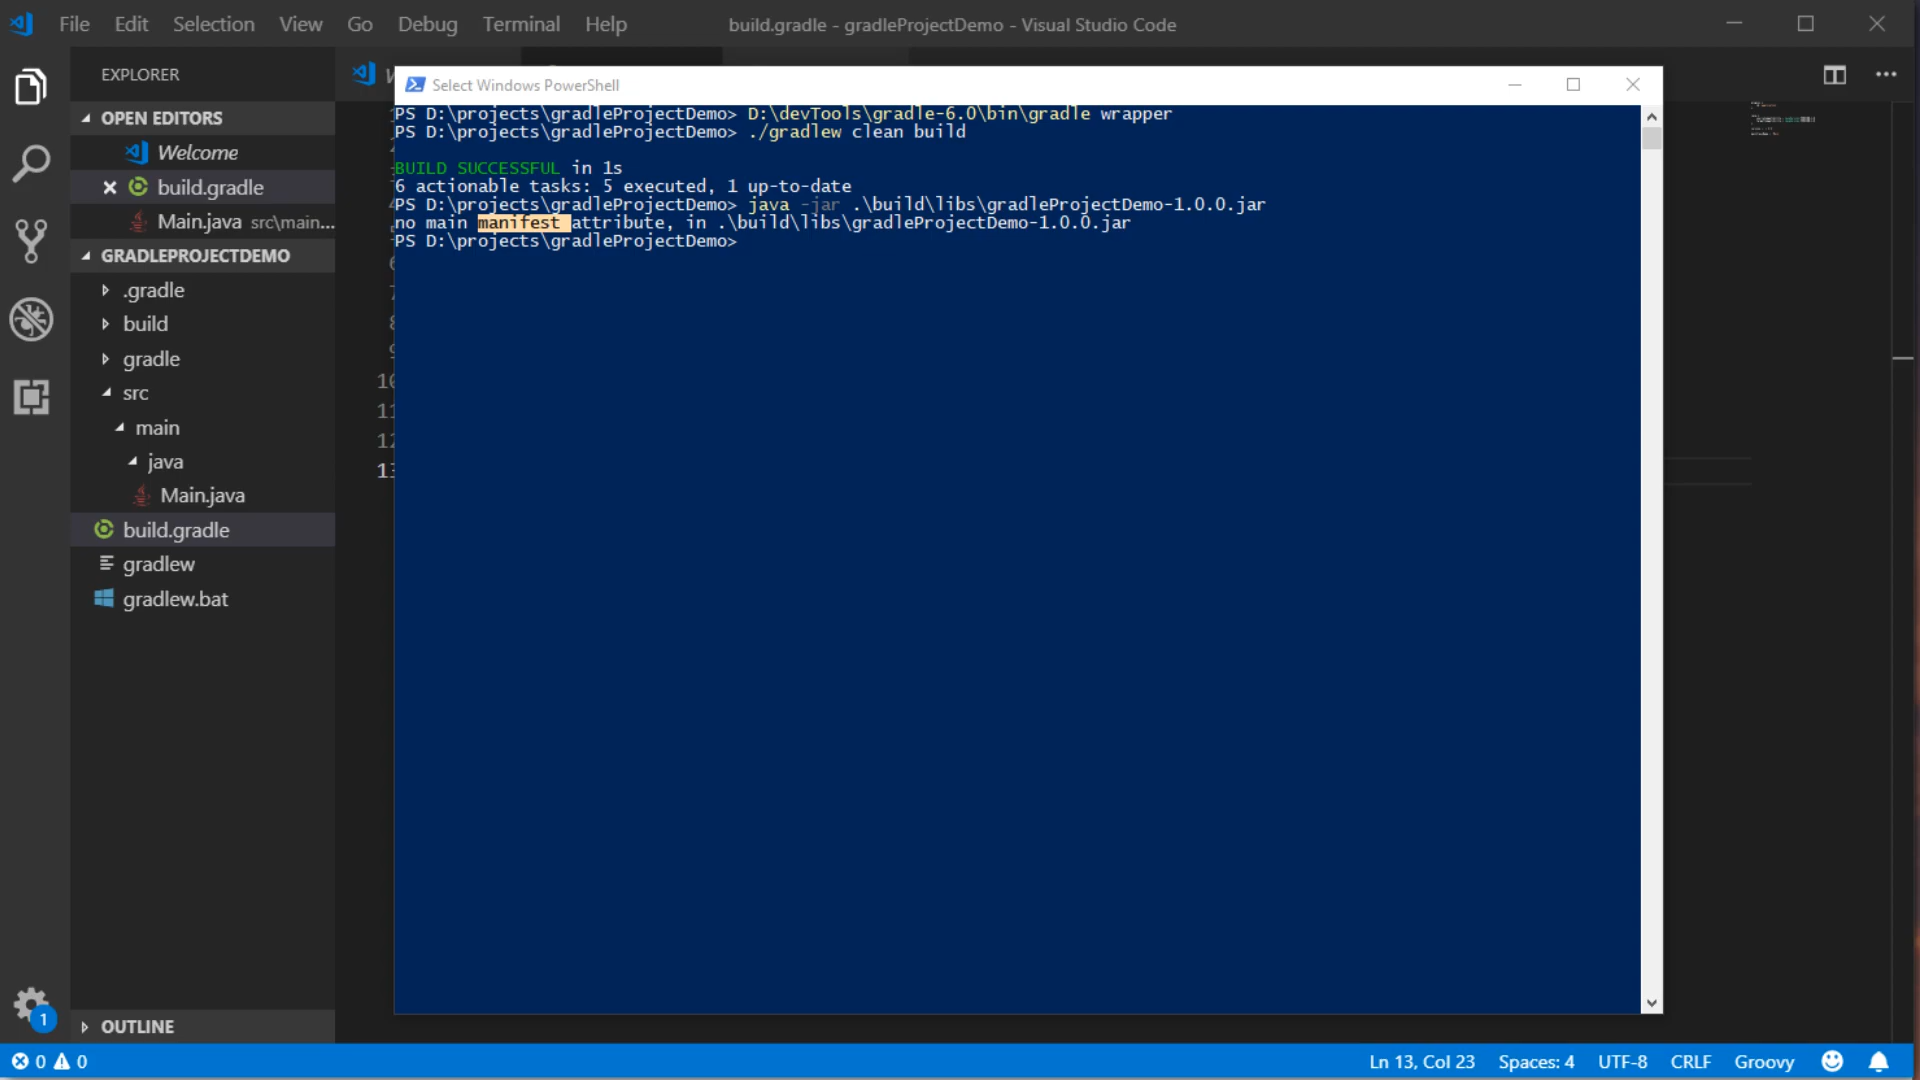 File Edit Selection View Go Debug Terminal Help
build.gradle - gradleProjectDemo - Visual Studio Code
EXPLORER
OPEN EDITORS
Welcome
build.gradle
Main.java src\main...
GRADLEPROJECTDEMO
.gradle
build
gradle
src
main
java
Main.java
build.gradle
gradlew
gradlew.bat
OUTLINE
1
Select Windows PowerShell
PS D:\projects\gradleProjectDemo> D:\devTools\gradle-6.0\bin\gradle wrapper
PS D:\projects\gradleProjectDemo> ./gradlew clean build
BUILD SUCCESSFUL in 1s
6 actionable tasks: 5 executed, 1 up-to-date
PS D:\projects\gradleProjectDemo> java -jar .\build\libs\gradleProjectDemo-1.0.0.jar
no main manifest attribute, in .\build\libs\gradleProjectDemo-1.0.0.jar
PS D:\projects\gradleProjectDemo>
10
11
12
13
0 0
Ln 13, Col 23 Spaces: 4 UTF-8 CRLF Groovy